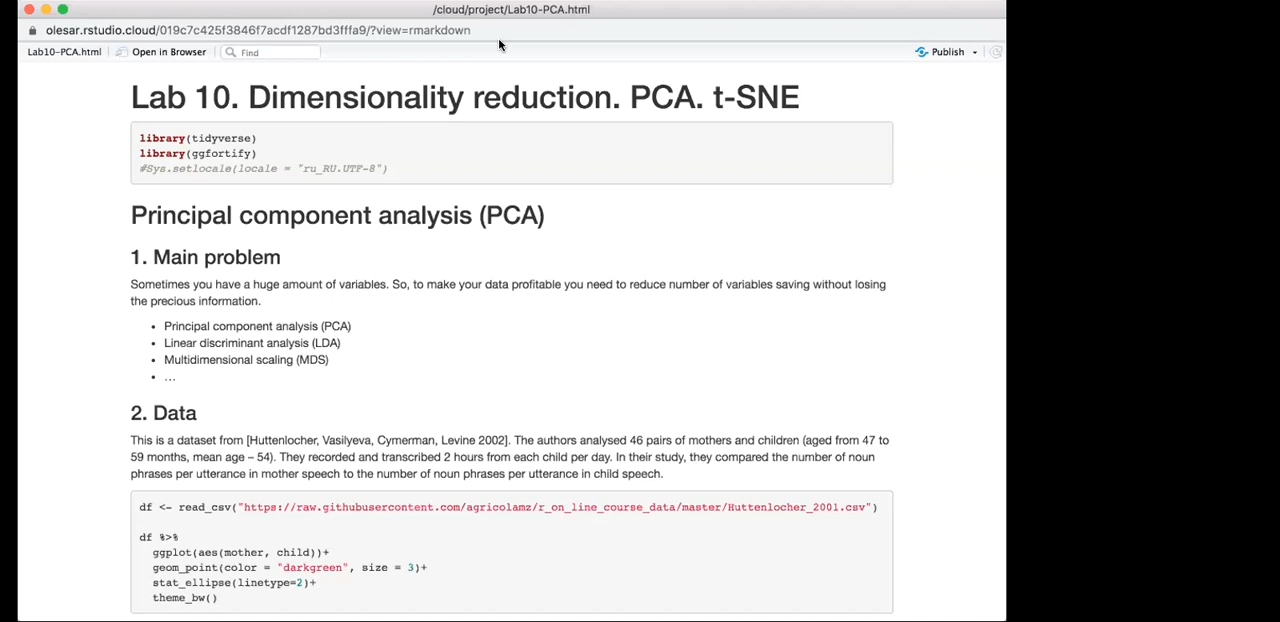 /cloud/project/Lab10-PCA.html
olesar.rstudio.cloud/019c7c425f3846f7acdf1287bd3fffa9/?view=rmarkdown
Lab10-PCA.html Open in Browser Find Publish
Lab 10. Dimensionality reduction. PCA. t-SNE
library(tidyverse)
library(ggfortify)
#Sys.setlocale(locale = "ru_RU.UTF-8")
Principal component analysis (PCA)
1. Main problem
Sometimes you have a huge amount of variables. So, to make your data profitable you need to reduce number of variables saving without losing
the precious information.
• Principal component analysis (PCA)
• Linear discriminant analysis (LDA)
• Multidimensional scaling (MDS)
• …
2. Data
This is a dataset from [Huttenlocher, Vasilyeva, Cymerman, Levine 2002]. The authors analysed 46 pairs of mothers and children (aged from 47 to
59 months, mean age – 54). They recorded and transcribed 2 hours from each child per day. In their study, they compared the number of noun
phrases per utterance in mother speech to the number of noun phrases per utterance in child speech.
df <- read_csv("https://raw.githubusercontent.com/agricolamz/r_on_line_course_data/master/Huttenlocher_2001.csv")
df %>%
ggplot(aes(mother, child))+
geom_point(color = "darkgreen", size = 3)+
stat_ellipse(linetype=2)+
theme_bw()